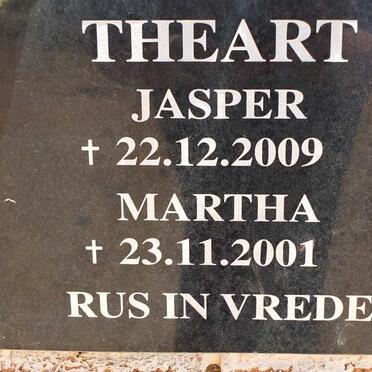 THEART
JASPER
† 22.12.2009
MARTHA
† 23.11.2001
RUS IN VREDE